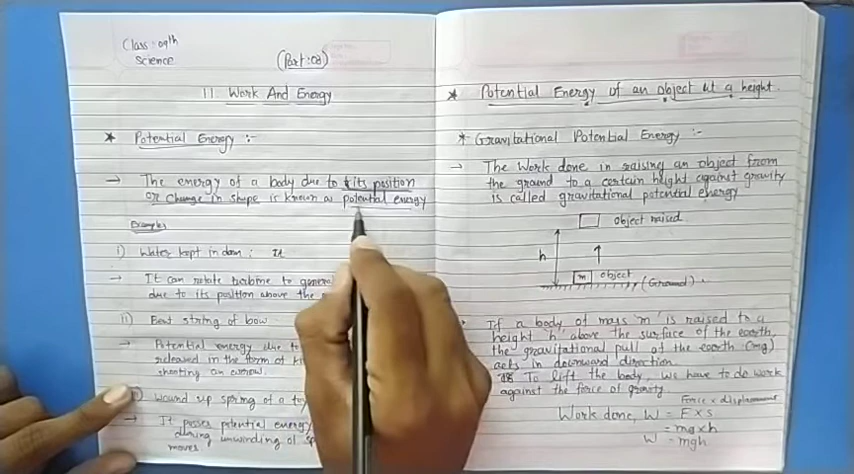 Class :09th
Science
(Part:08)
11. Work And Energy
* Potential Energy :-
→ The energy of a body due to its position
or change in shape is known as potential energy
Examples
i) Water kept in dam : It
→ It can rotate turbine to gene
due to its position above the
ii) Bent string of bow
→ Potential energy due to
released in the form of ki
shooting an arrow.
Wound up spring of a to
→ It posses potential energy
during unwinding of sp
moves.
* Potential Energy of an object at a height.
* Gravitational Potential Energy :-
→ The Work done in raising an object from
the ground to a certain height against gravity
is called gravitational potential energy
object raised
h
m object
(Ground).
If a body of mass 'm' is raised to a
height 'h' above the surface of the earth,
the gravitational pull of the earth (mg)
acts in downward direction.
To lift the body, we have to do work
against the force of gravity.
Force x displacement
Work done, W = F x s
= mg x h
W = mgh